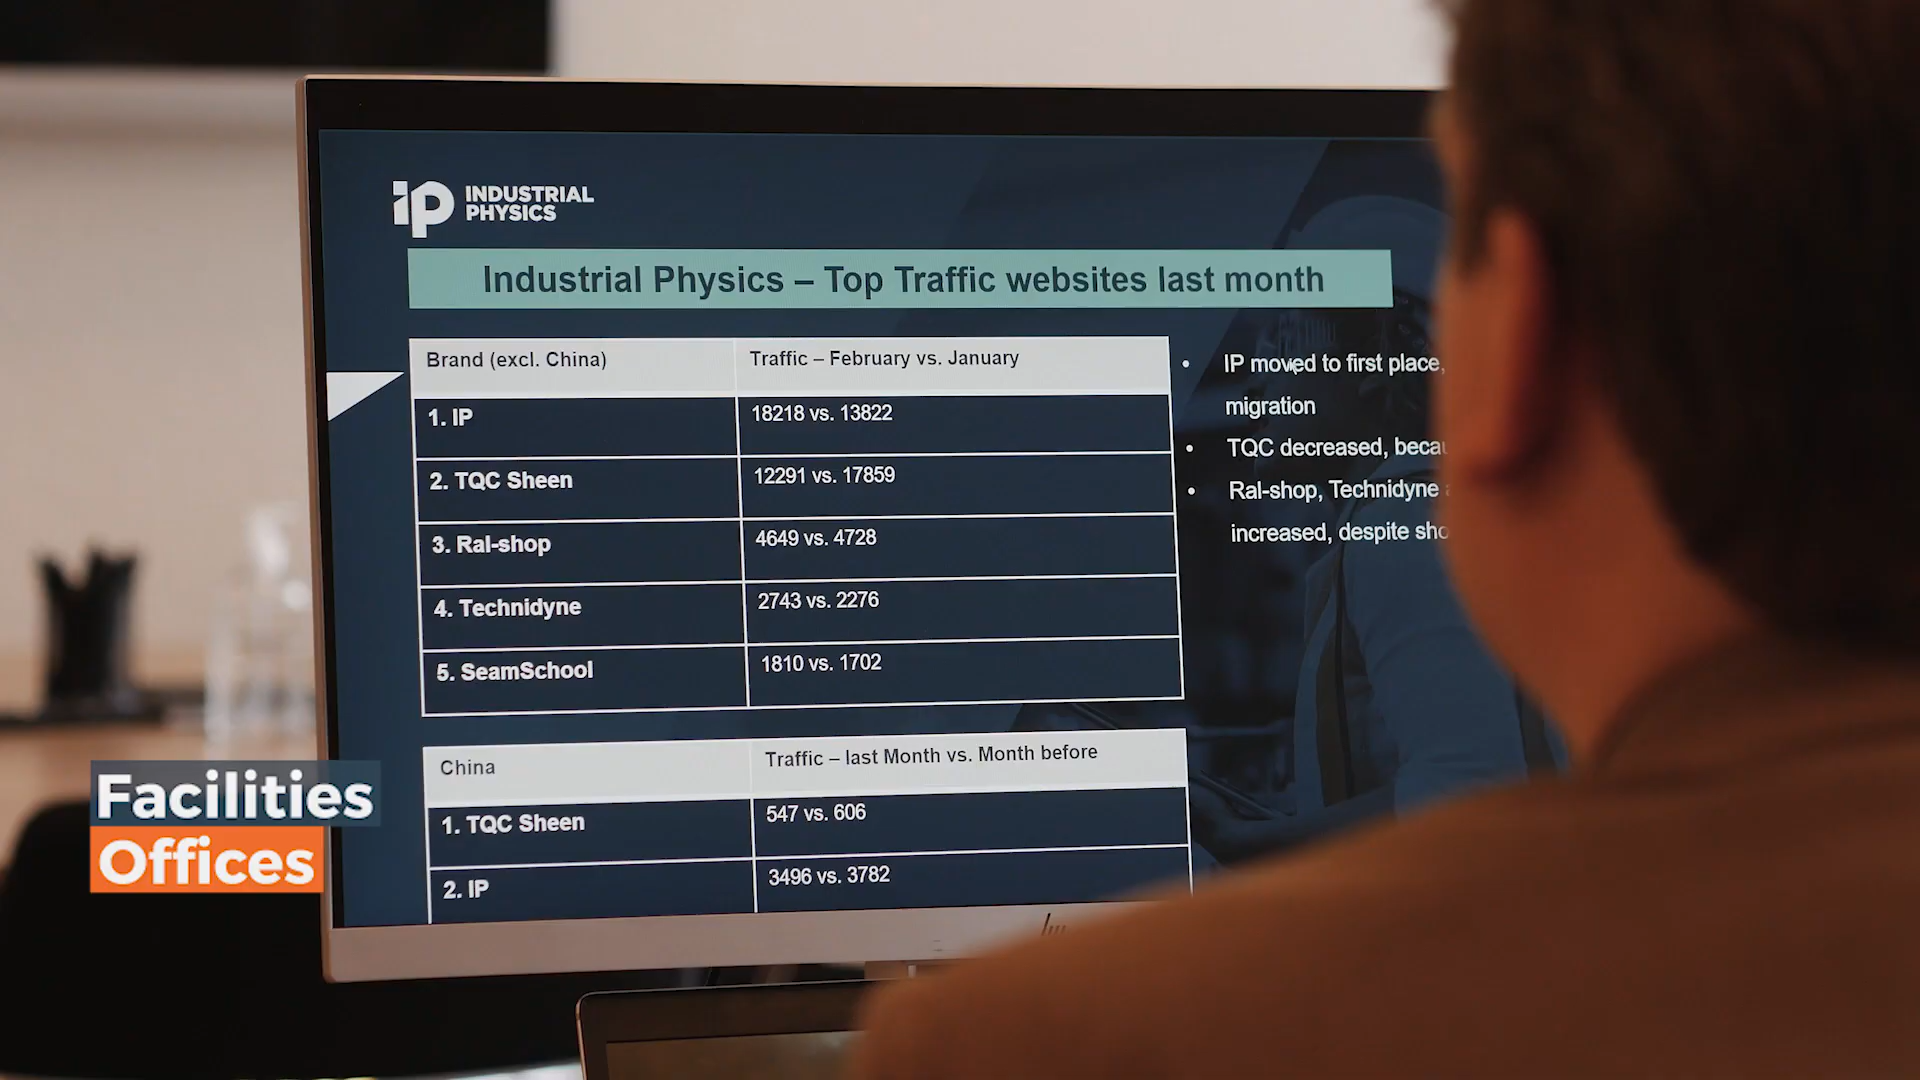 ip INDUSTRIAL
PHYSICS
Industrial Physics – Top Traffic websites last month
Brand (excl. China) Traffic – February vs. January
1. IP 18218 vs. 13822
2. TQC Sheen 12291 vs. 17859
3. Ral-shop 4649 vs. 4728
4. Technidyne 2743 vs. 2276
5. SeamSchool 1810 vs. 1702
• IP moved to first place,
migration
• TQC decreased,
• Ral-shop, Technidyne
increased, despite
China Traffic – last Month vs. Month before
1. TQC Sheen 547 vs. 606
2. IP 3496 vs. 3782
hp
Facilities
Offices